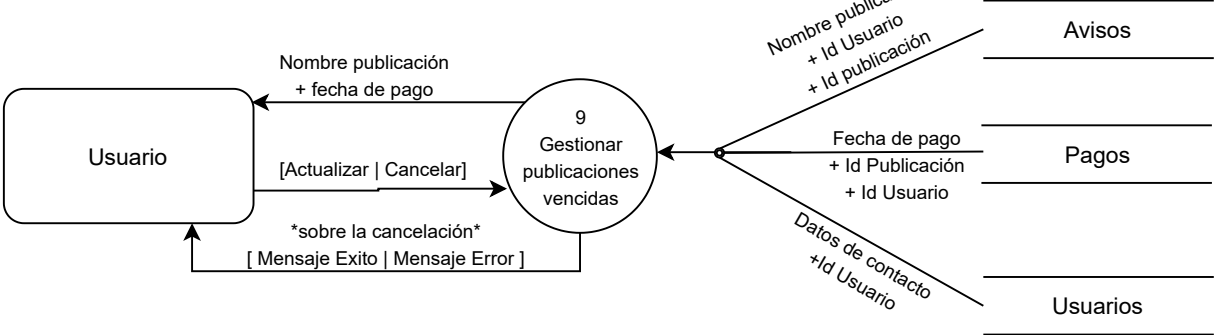 Nombre publica
+ Id Usuario
+ Id publicación
Avisos
Nombre publicación
+ fecha de pago
9
Gestionar
publicaciones
vencidas
Usuario
[Actualizar | Cancelar]
Fecha de pago
+ Id Publicación
+ Id Usuario
Pagos
*sobre la cancelación*
[ Mensaje Exito | Mensaje Error ]
Datos de contacto
+Id Usuario
Usuarios